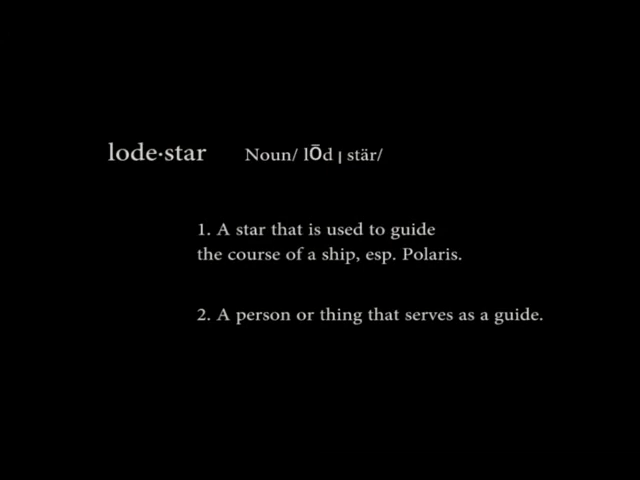 lode·star Noun/ lōd ˌ stär/
1. A star that is used to guide
the course of a ship, esp. Polaris.
2. A person or thing that serves as a guide.